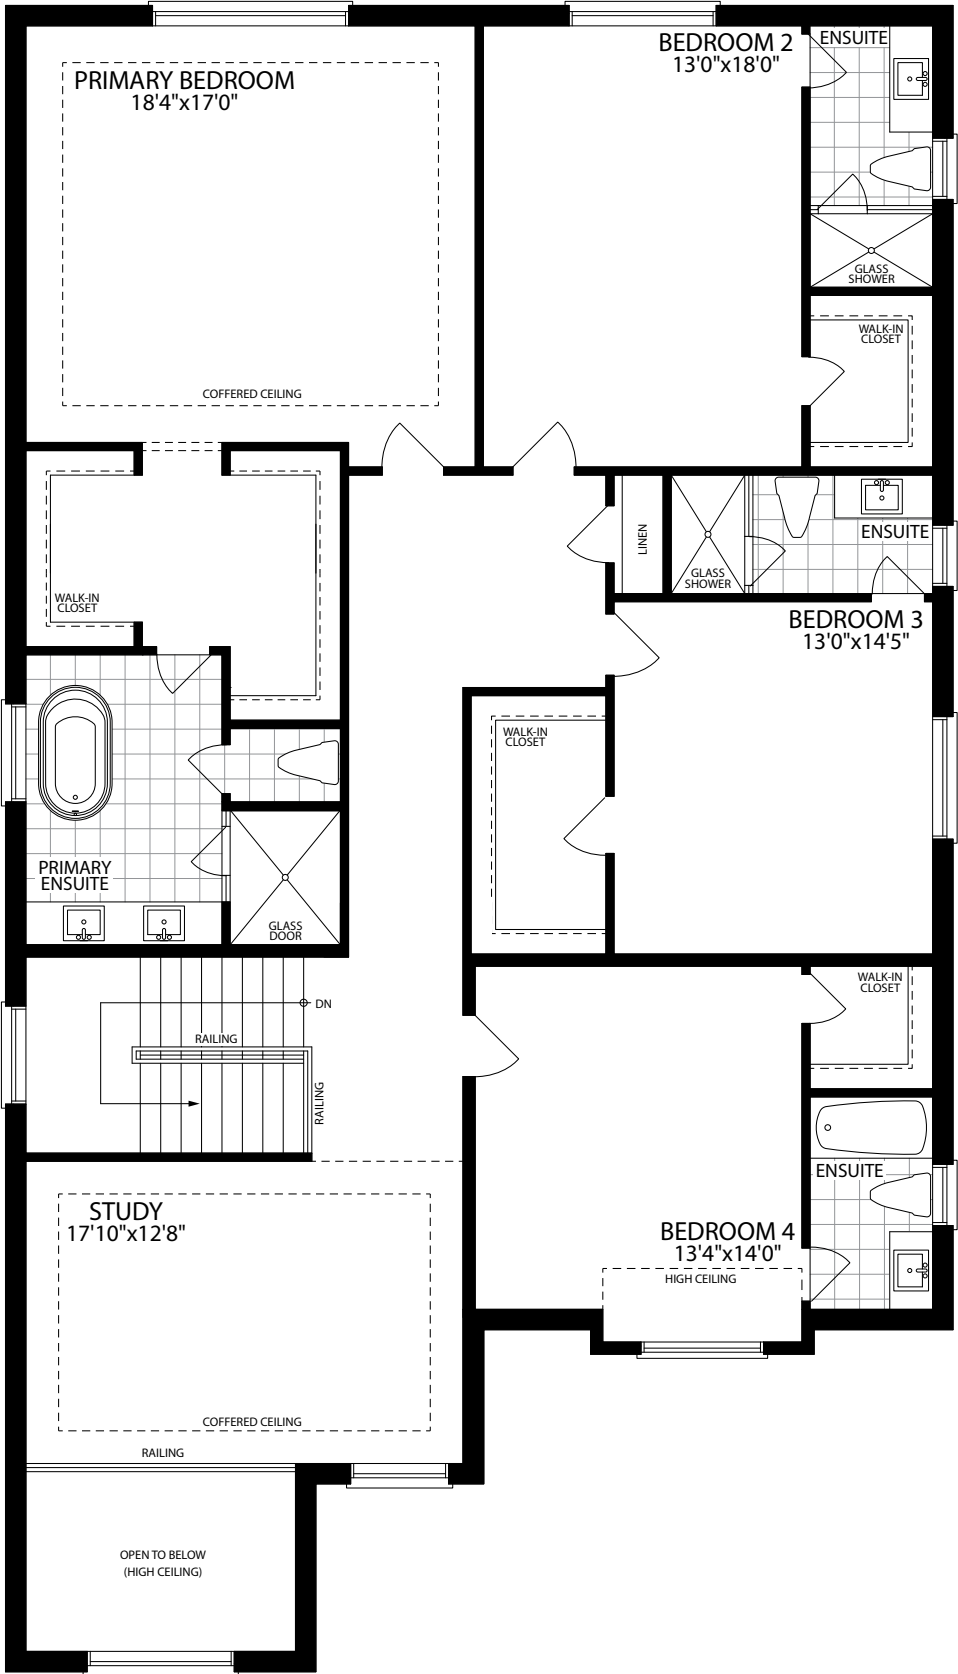 PRIMARY BEDROOM
18'4"x17'0"
COFFERED CEILING
BEDROOM 2
13'0"x18'0"
ENSUITE
GLASS
SHOWER
WALK-IN
CLOSET
LINEN
GLASS
SHOWER
ENSUITE
WALK-IN
CLOSET
BEDROOM 3
13'0"x14'5"
WALK-IN
CLOSET
PRIMARY
ENSUITE
GLASS
DOOR
DN
RAILING
RAILING
WALK-IN
CLOSET
ENSUITE
STUDY
17'10"x12'8"
COFFERED CEILING
BEDROOM 4
13'4"x14'0"
HIGH CEILING
RAILING
OPEN TO BELOW
(HIGH CEILING)